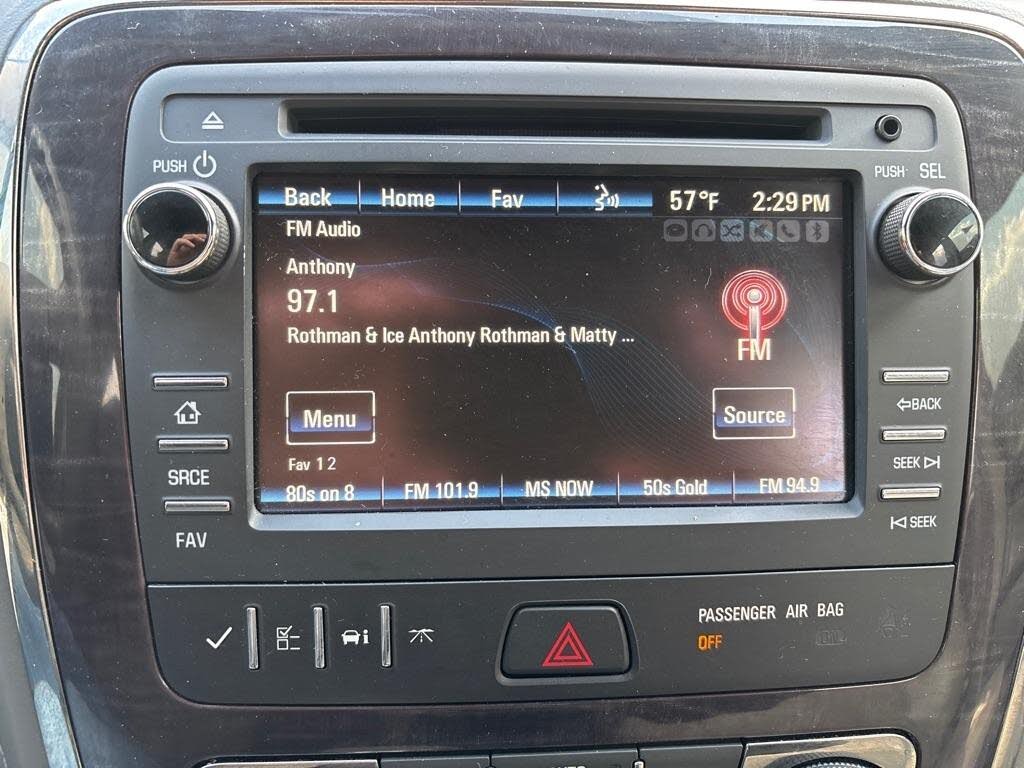 PUSH
PUSH SEL
Back Home Fav 57°F 2:29 PM
FM Audio
Anthony
97.1
Rothman & Ice Anthony Rothman & Matty ...
FM
Menu Source
Fav 1 2
80s on 8 FM 101.9 MS NOW 50s Gold FM 94.9
SRCE
FAV
BACK
SEEK
SEEK
PASSENGER AIR BAG
OFF